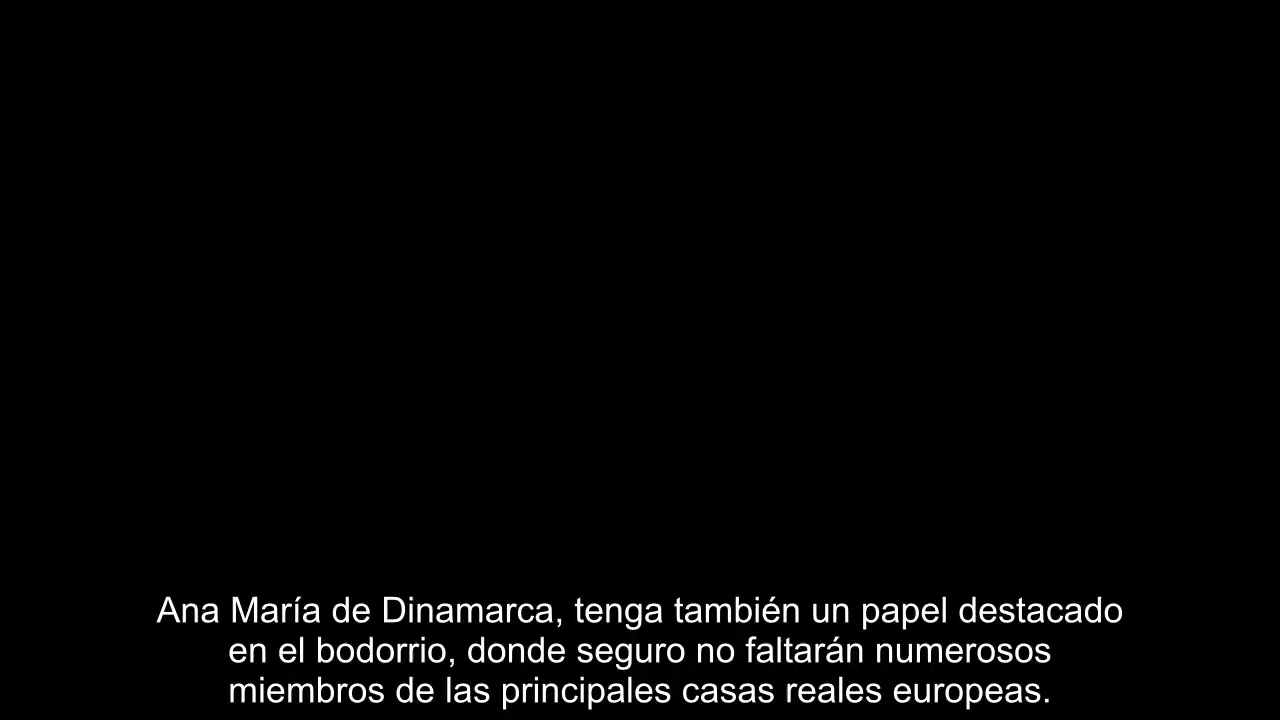 Ana María de Dinamarca, tenga también un papel destacado
en el bodorrio, donde seguro no faltarán numerosos
miembros de las principales casas reales europeas.